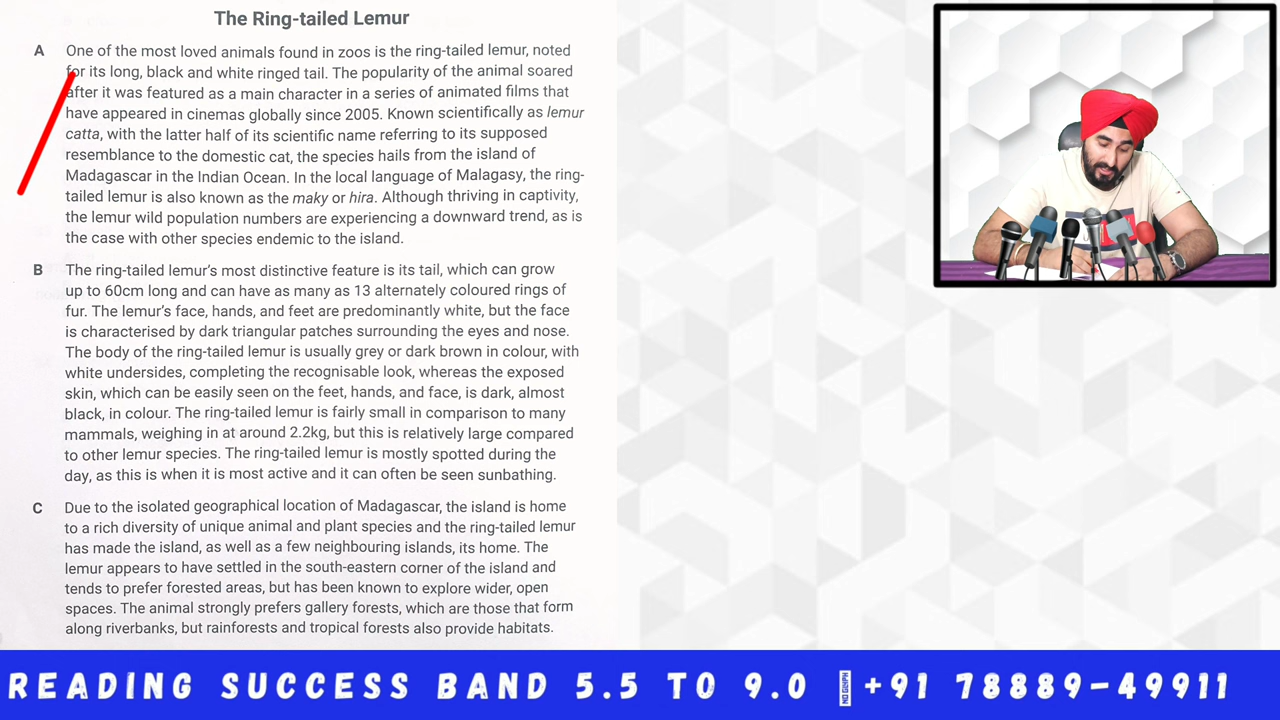 The Ring-tailed Lemur
A One of the most loved animals found in zoos is the ring-tailed lemur, noted
for its long, black and white ringed tail. The popularity of the animal soared
after it was featured as a main character in a series of animated films that
have appeared in cinemas globally since 2005. Known scientifically as lemur
catta, with the latter half of its scientific name referring to its supposed
resemblance to the domestic cat, the species hails from the island of
Madagascar in the Indian Ocean. In the local language of Malagasy, the ring-
tailed lemur is also known as the maky or hira. Although thriving in captivity,
the lemur wild population numbers are experiencing a downward trend, as is
the case with other species endemic to the island.
B The ring-tailed lemur's most distinctive feature is its tail, which can grow
up to 60cm long and can have as many as 13 alternately coloured rings of
fur. The lemur's face, hands, and feet are predominantly white, but the face
is characterised by dark triangular patches surrounding the eyes and nose.
The body of the ring-tailed lemur is usually grey or dark brown in colour, with
white undersides, completing the recognisable look, whereas the exposed
skin, which can be easily seen on the feet, hands, and face, is dark, almost
black, in colour. The ring-tailed lemur is fairly small in comparison to many
mammals, weighing in at around 2.2kg, but this is relatively large compared
to other lemur species. The ring-tailed lemur is mostly spotted during the
day, as this is when it is most active and it can often be seen sunbathing.
C Due to the isolated geographical location of Madagascar, the island is home
to a rich diversity of unique animal and plant species and the ring-tailed lemur
has made the island, as well as a few neighbouring islands, its home. The
lemur appears to have settled in the south-eastern corner of the island and
tends to prefer forested areas, but has been known to explore wider, open
spaces. The animal strongly prefers gallery forests, which are those that form
along riverbanks, but rainforests and tropical forests also provide habitats.
READING SUCCESS BAND 5.5 TO 9.0 +91 78889-49911